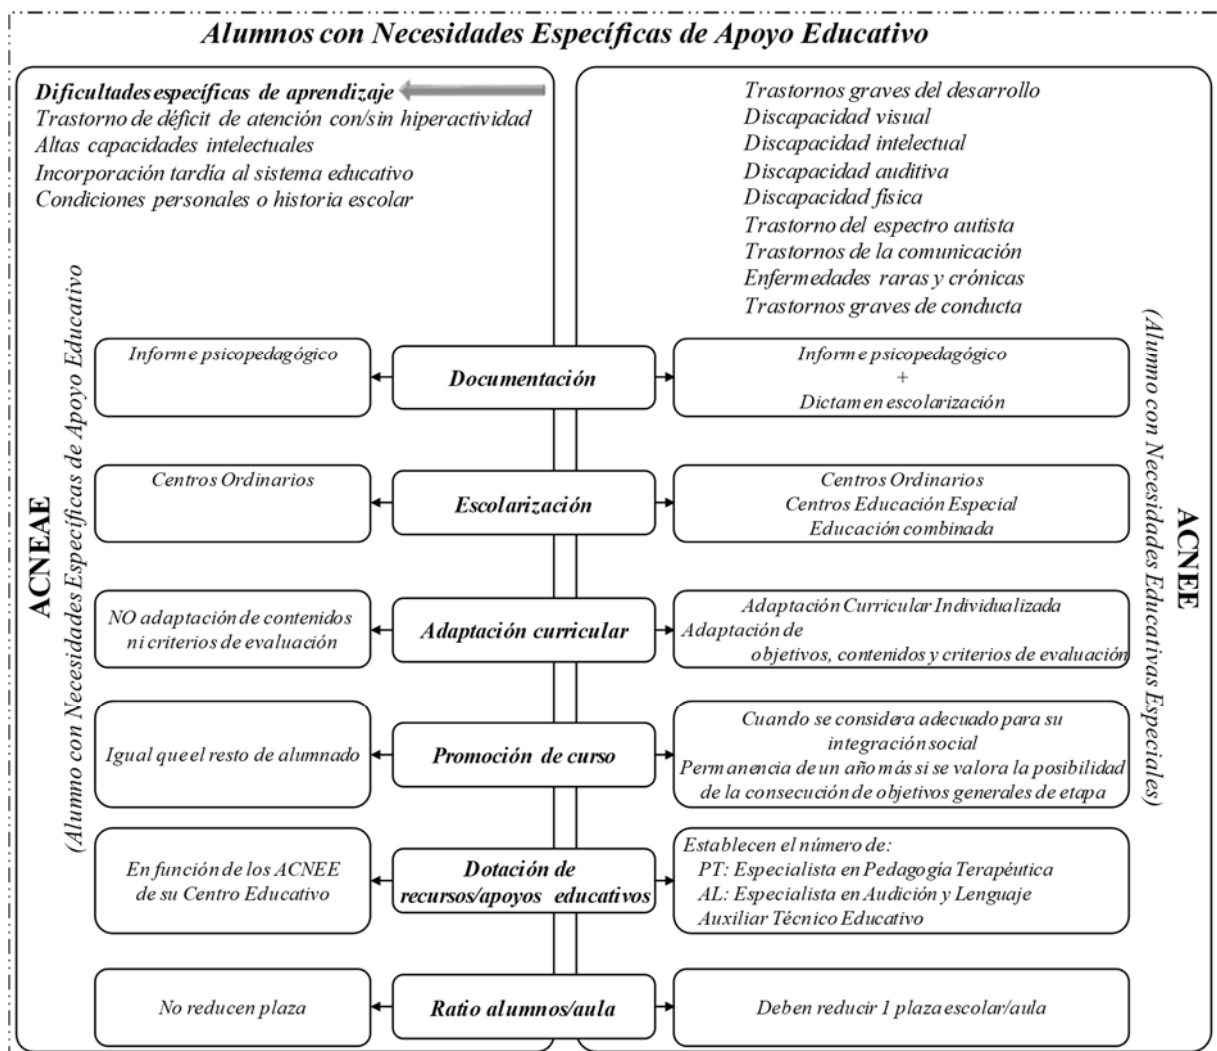 Alumnos con Necesidades Específicas de Apoyo Educativo
Dificultades específicas de aprendizaje
Trastorno de déficit de atención con/sin hiperactividad
Altas capacidades intelectuales
Incorporación tardía al sistema educativo
Condiciones personales o historia escolar
Trastornos graves del desarrollo
Discapacidad visual
Discapacidad intelectual
Discapacidad auditiva
Discapacidad física
Trastorno del espectro autista
Trastornos de la comunicación
Enfermedades raras y crónicas
Trastornos graves de conducta
ACNEAE
(Alumno con Necesidades Específicas de Apoyo Educativo
ACNEE
(Alumno con Necesidades Educativas Especiales)
Informe psicopedagógico
Documentación
Informe psicopedagógico
+
Dictamen escolarización
Centros Ordinarios
Escolarización
Centros Ordinarios
Centros Educación Especial
Educación combinada
NO adaptación de contenidos
ni criterios de evaluación
Adaptación curricular
Adaptación Curricular Individualizada
Adaptación de
objetivos, contenidos y criterios de evaluación
Igual que el resto de alumnado
Promoción de curso
Cuando se considera adecuado para su
integración social
Permanencia de un año más si se valora la posibilidad
de la consecución de objetivos generales de etapa
En función de los ACNEE
de su Centro Educativo
Dotación de
recursos/apoyos educativos
Establecen el número de:
PT: Especialista en Pedagogía Terapéutica
AL: Especialista en Audición y Lenguaje
Auxiliar Técnico Educativo
No reducen plaza
Ratio alumnos/aula
Deben reducir 1 plaza escolar/aula